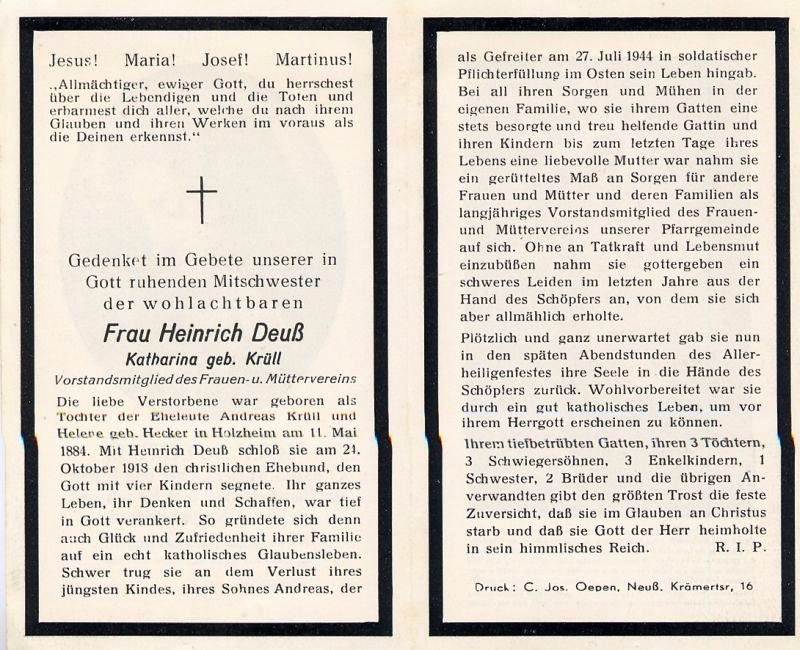 Jesus! Maria! Josef! Martinus!
„Allmächtiger, ewiger Gott, du herrschest
über die Lebendigen und die Toten und
erbarmest dich aller, welche du nach ihrem
Glauben und ihren Werken im voraus als
die Deinen erkennst.“
Gedenket im Gebete unserer in
Gott ruhenden Mitschwester
der wohlachtbaren
Frau Heinrich Deuß
Katharina geb. Krüll
Vorstandsmitglied des Frauen- u. Müttervereins
Die liebe Verstorbene war geboren als
Tochter der Eheleute Andreas Krüll und
Helene geb. Hecker in Holzheim am 11. Mai
1884. Mit Heinrich Deuß schloß sie am 21.
Oktober 1918 den christlichen Ehebund, den
Gott mit vier Kindern segnete. Ihr ganzes
Leben, ihr Denken und Schaffen, war tief
in Gott verankert. So gründete sich denn
auch Glück und Zufriedenheit ihrer Familie
auf ein echt katholisches Glaubensleben.
Schwer trug sie an dem Verlust ihres
jüngsten Kindes, ihres Sohnes Andreas, der
als Gefreiter am 27. Juli 1944 in soldatischer
Pflichterfüllung im Osten sein Leben hingab.
Bei all ihren Sorgen und Mühen in der
eigenen Familie, wo sie ihrem Gatten eine
stets besorgte und treu helfende Gattin und
ihren Kindern bis zum letzten Tage ihres
Lebens eine liebevolle Mutter war nahm sie
ein gerütteltes Maß an Sorgen für andere
Frauen und Mütter und deren Familien als
langjähriges Vorstandsmitglied des Frauen-
und Müttervereins unserer Pfarrgemeinde
auf sich. Ohne an Tatkraft und Lebensmut
einzubüßen nahm sie gottergeben ein
schweres Leiden im letzten Jahre aus der
Hand des Schöpfers an, von dem sie sich
aber allmählich erholte.
Plötzlich und ganz unerwartet gab sie nun
in den späten Abendstunden des Aller-
heiligenfestes ihre Seele in die Hände des
Schöpfers zurück. Wohlvorbereitet war sie
durch ein gut katholisches Leben, um vor
ihrem Herrgott erscheinen zu können.
Ihrem tiefbetrübten Gatten, ihren 3 Töchtern,
3 Schwiegersöhnen, 3 Enkelkindern, 1
Schwester, 2 Brüder und die übrigen An-
verwandten gibt den größten Trost die feste
Zuversicht, daß sie im Glauben an Christus
starb und daß sie Gott der Herr heimholte
in sein himmlisches Reich. R. I. P.
Druck: C. Jos. Oepen, Neuß, Krämertsr, 16